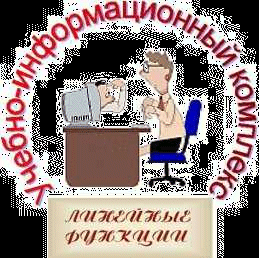 Учебно-информационный комплекс
ЛИНЕЙНЫЕ
ФУНКЦИИ